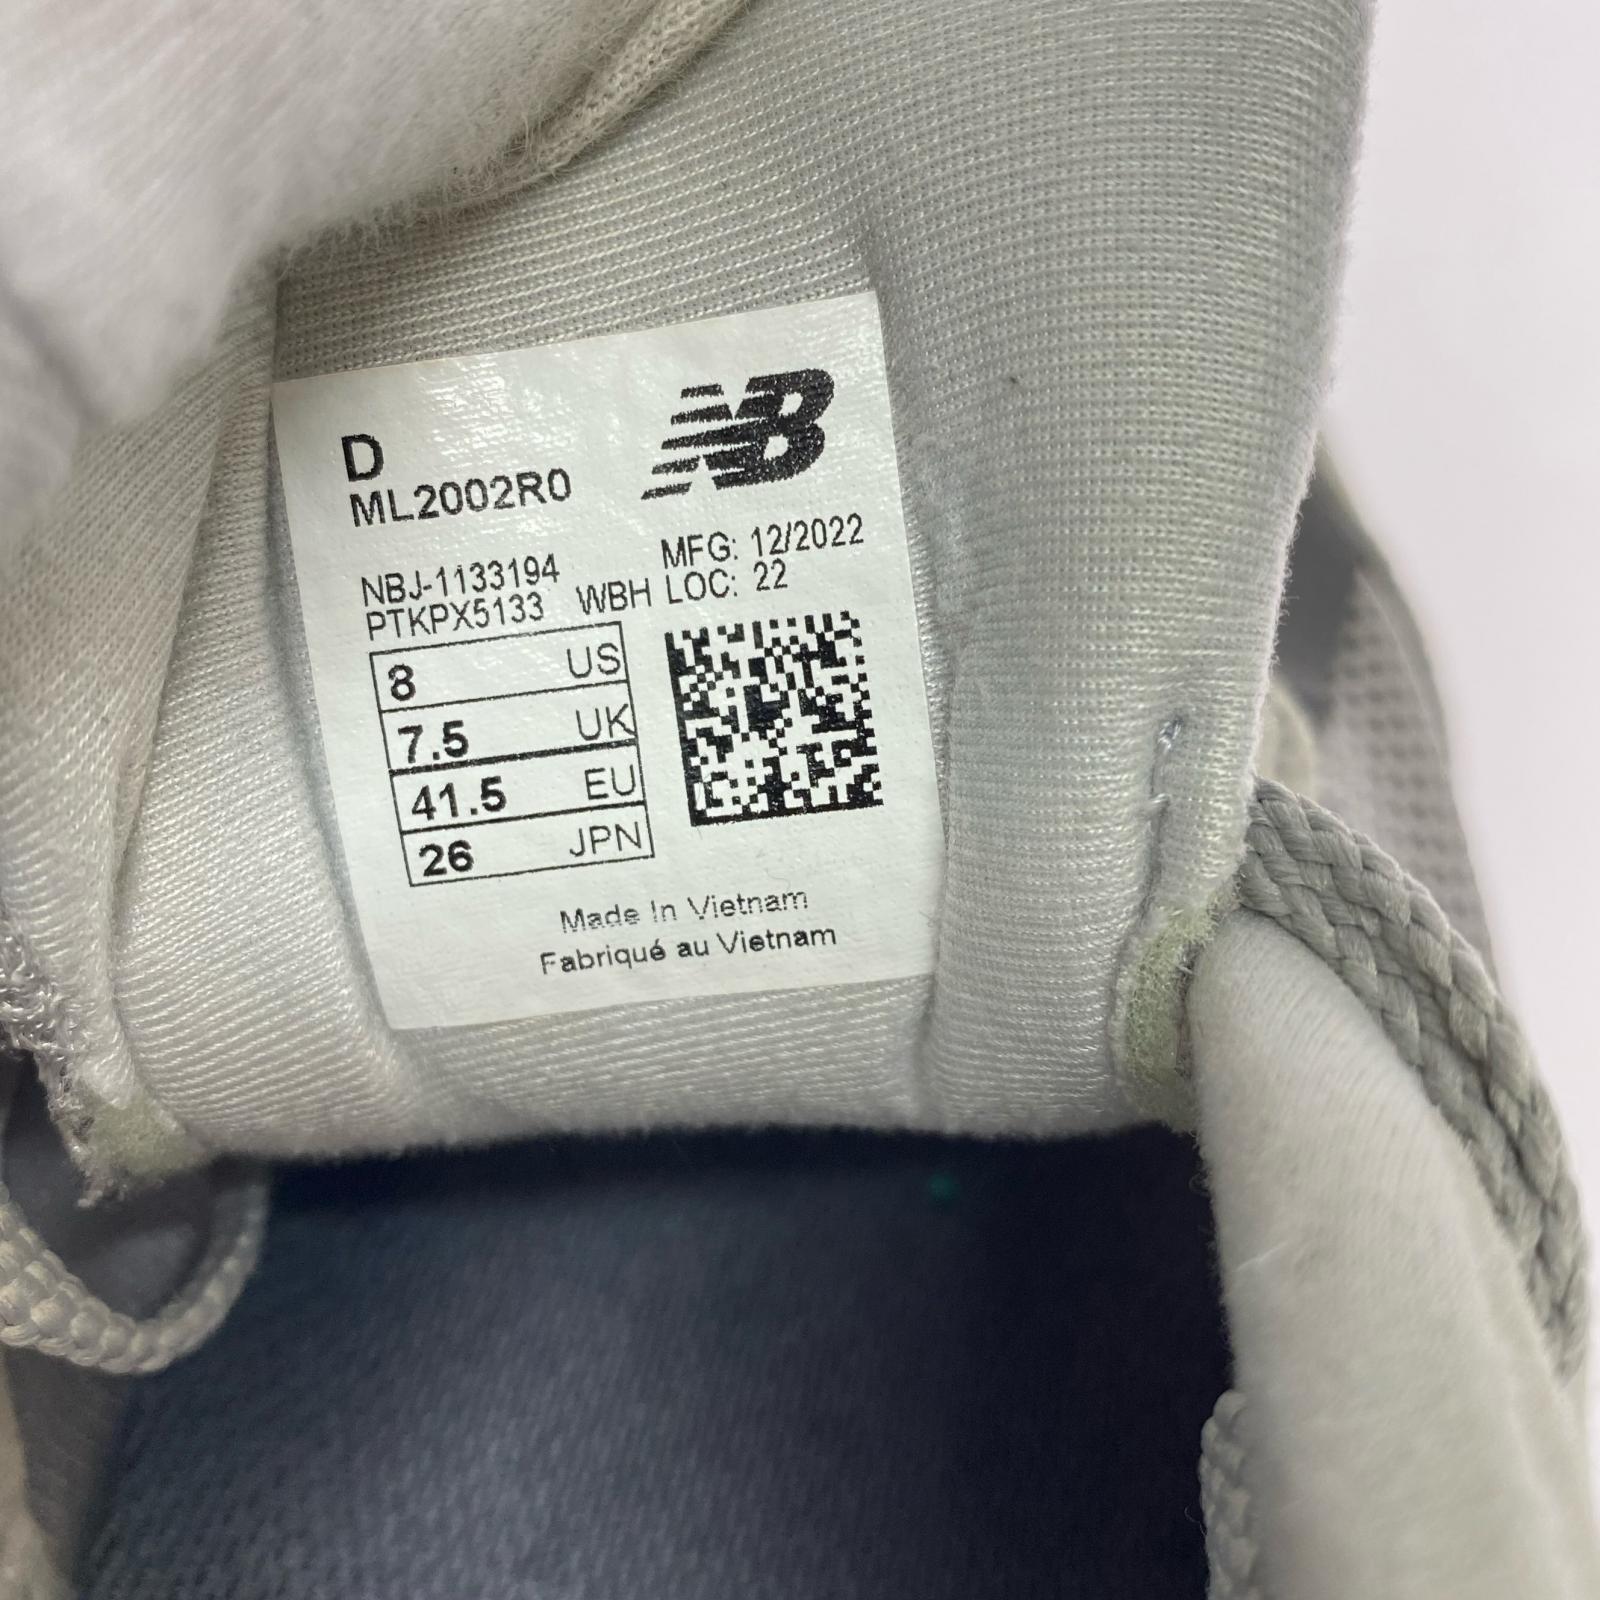 D
NB
ML2002R0
MFG: 12/2022
NBJ-1133194
PTKPX5133 WBH LOC: 22
8 US
7.5 UK
41.5 EU
26 JPN
Made In Vietnam
Fabriqué au Vietnam